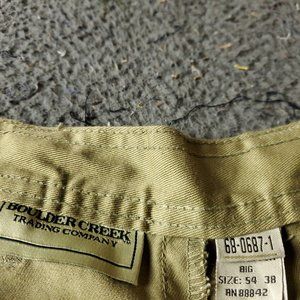 BOULDER CREEK
TRADING COMPANY
68-0687-1
BIG
SIZE: 54 38
RN 88842